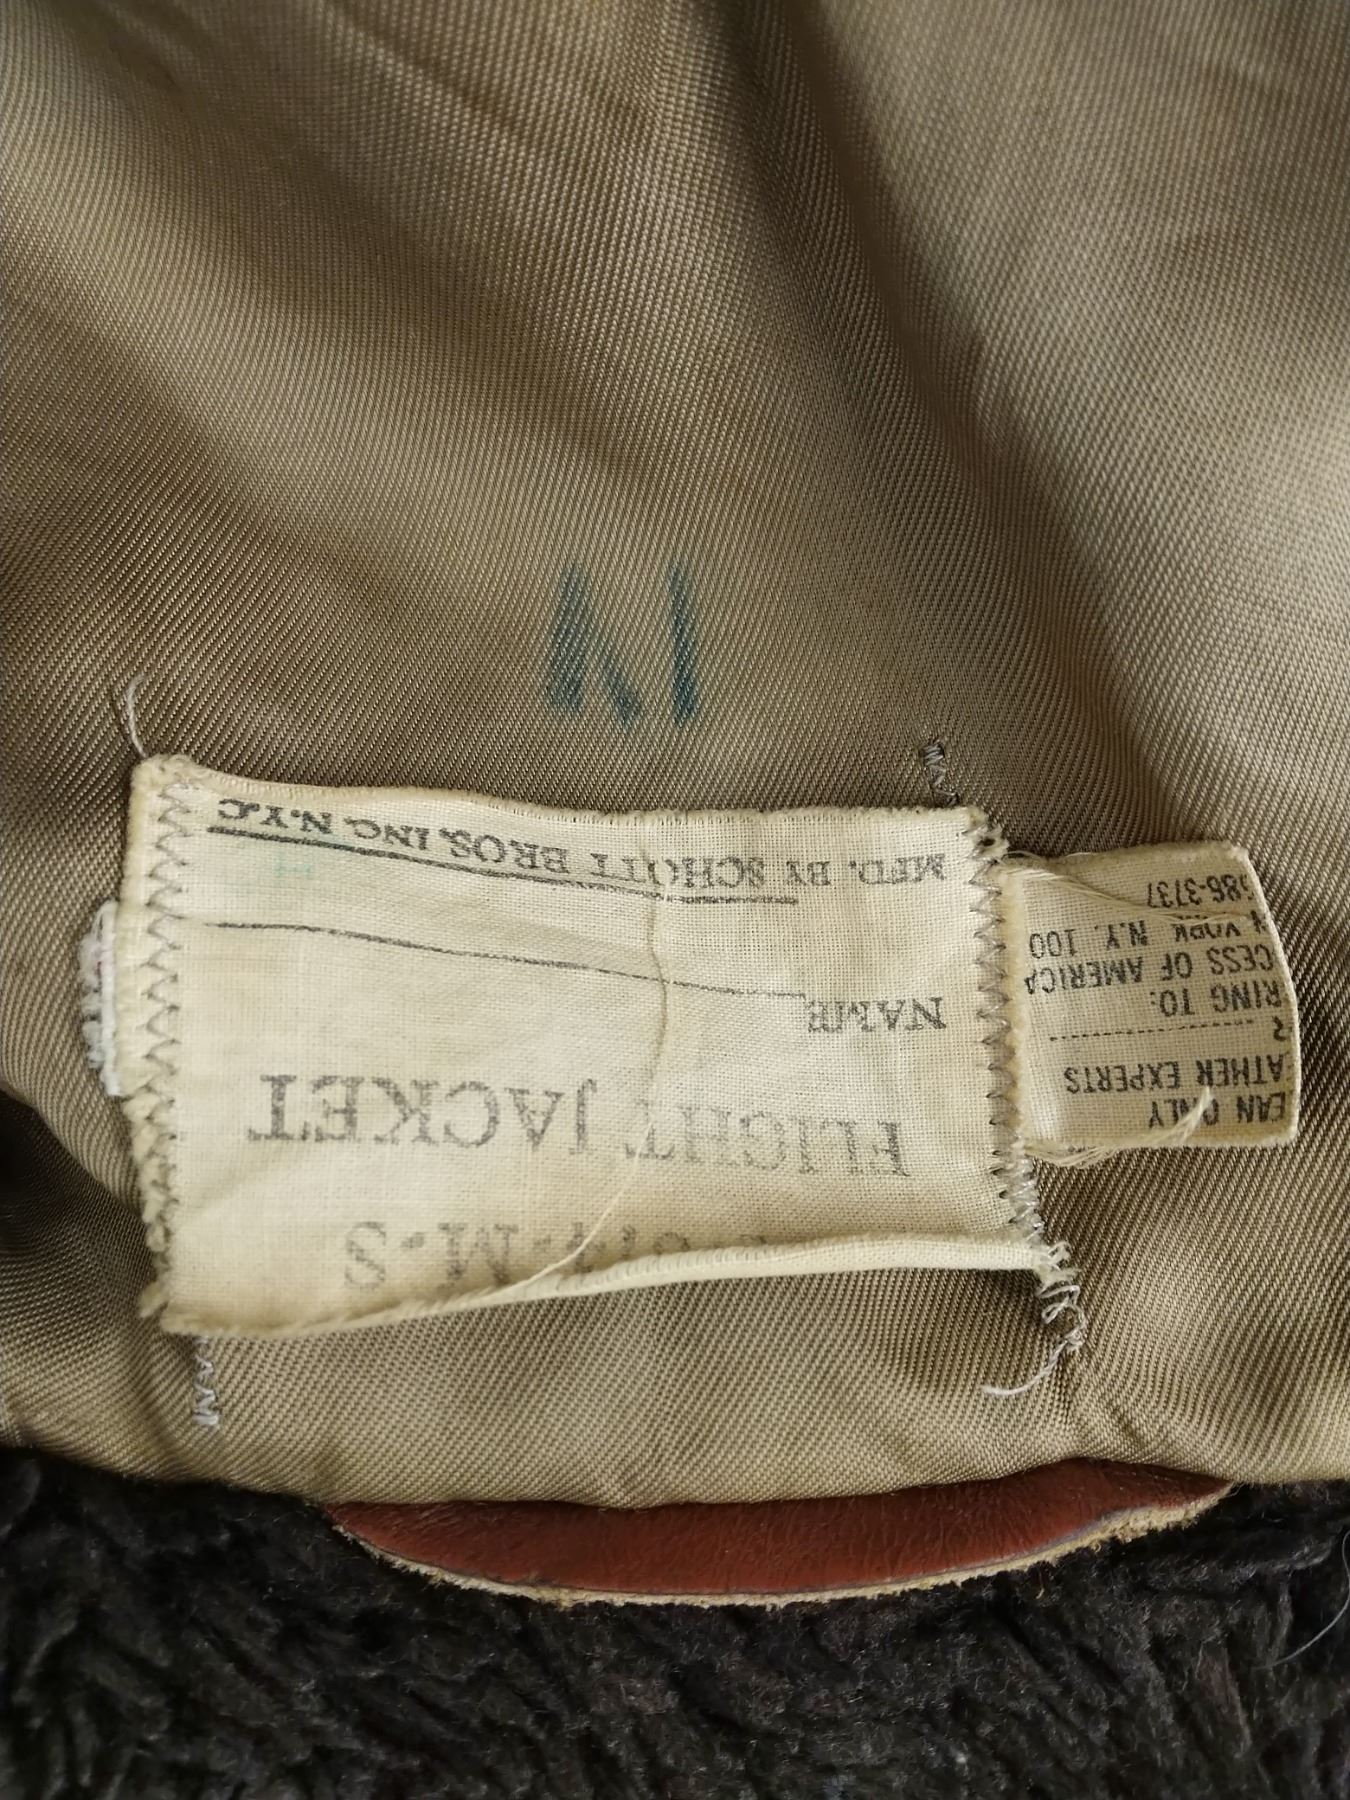 M.S
FLIGHT JACKET
NAME
MFD. BY SCHOTT BROS, INC. N.Y.C
EAN ONLY
ATHER EXPERTS
RING TO:
CESS OF AMERICA
YORK N.Y. 100
586-3737